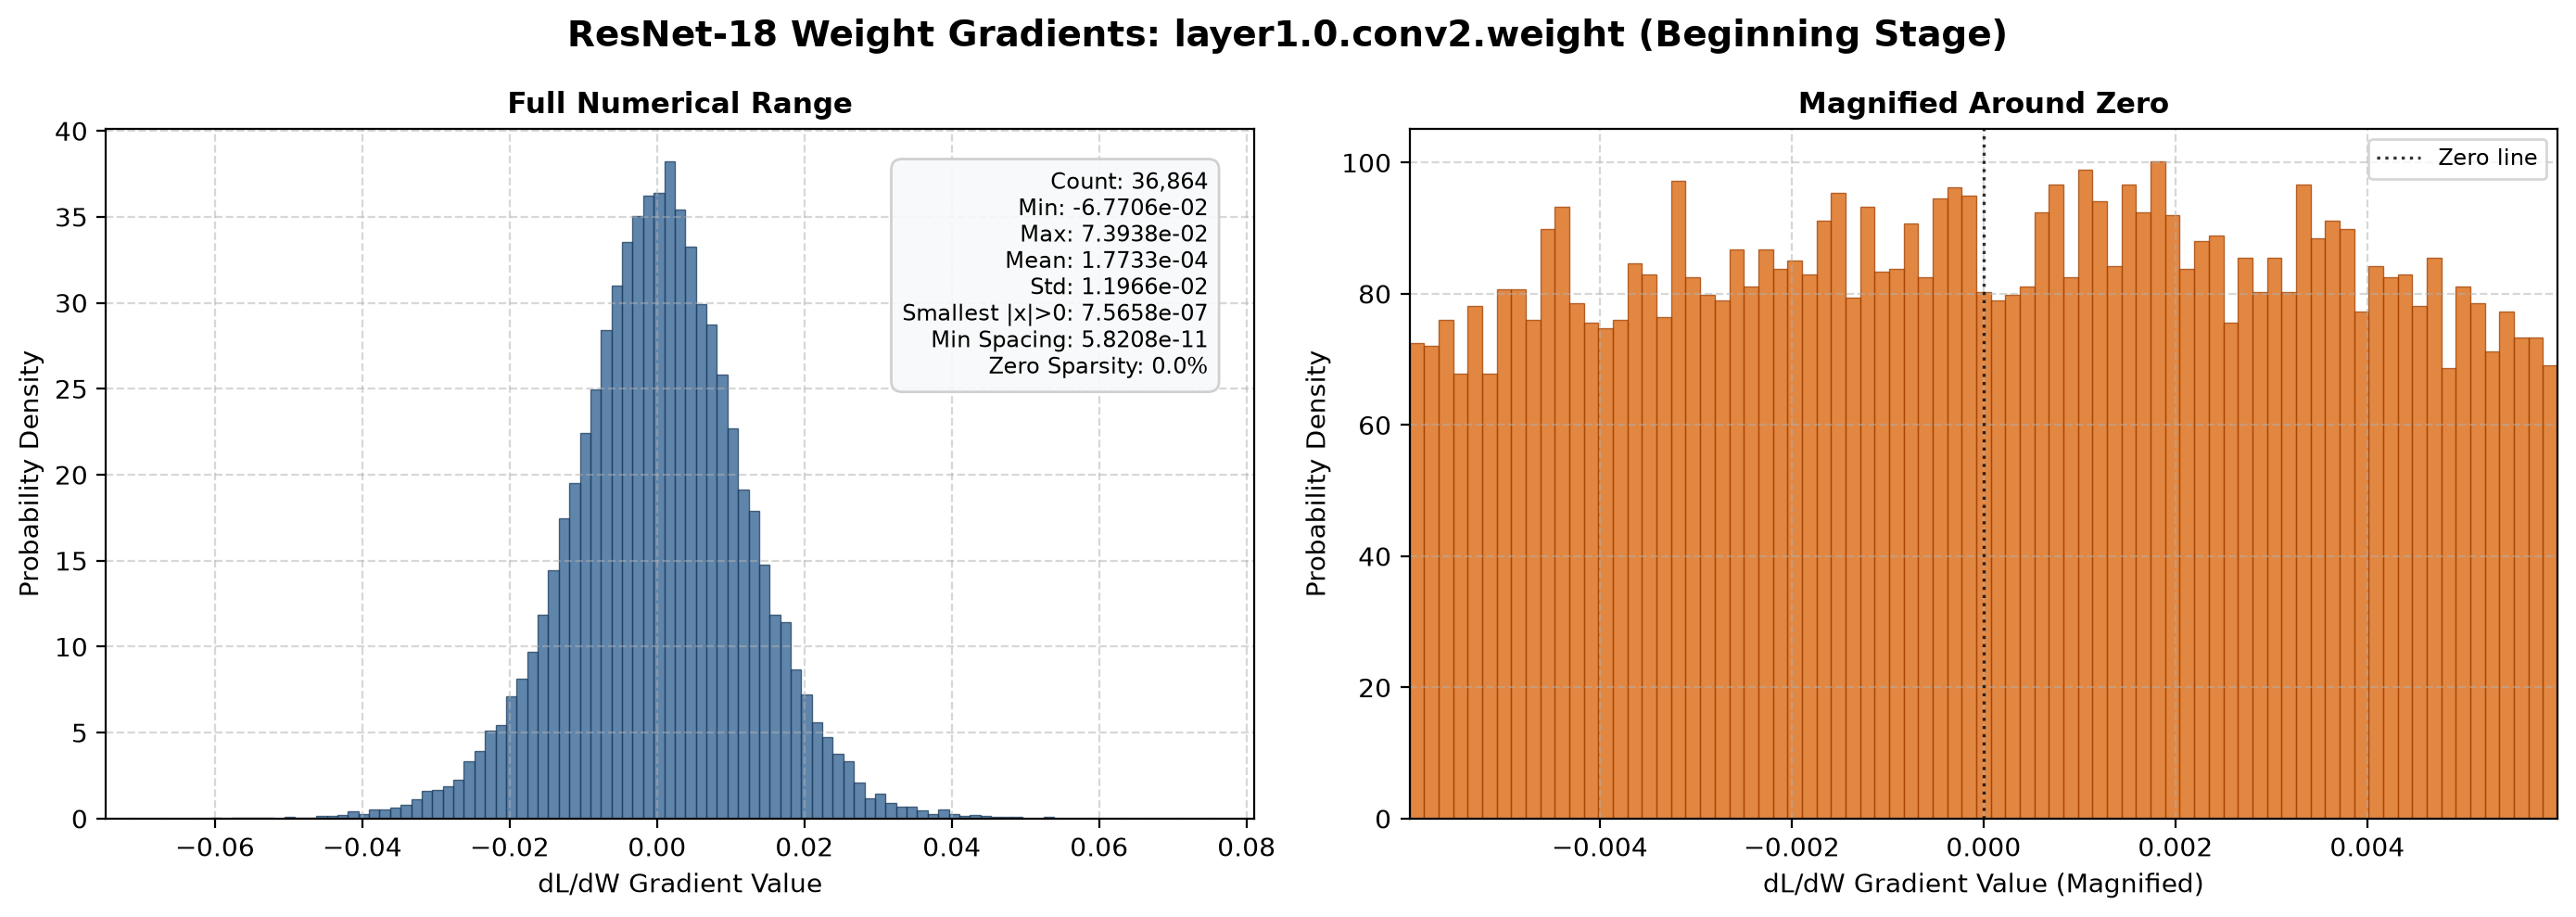 ResNet-18 Weight Gradients: layer1.0.conv2.weight (Beginning Stage)
Full Numerical Range
40
35
30
25
20
15
10
5
0
Probability Density
Count: 36,864
Min: -6.7706e-02
Max: 7.3938e-02
Mean: 1.7733e-04
Std: 1.1966e-02
Smallest |x|>0: 7.5658e-07
Min Spacing: 5.8208e-11
Zero Sparsity: 0.0%
−0.06 −0.04 −0.02 0.00 0.02 0.04 0.06 0.08
dL/dW Gradient Value
Magnified Around Zero
100
80
60
40
20
0
Probability Density
Zero line
−0.004 −0.002 0.000 0.002 0.004
dL/dW Gradient Value (Magnified)